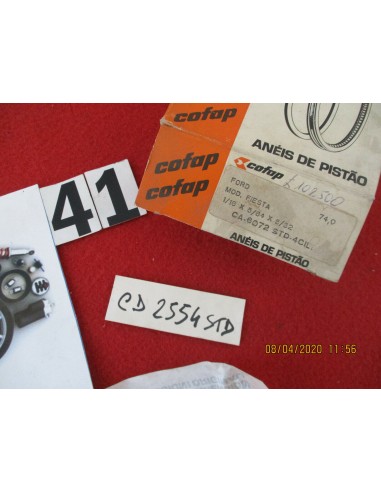 cofap
ANÉIS DE PISTÃO
cofap
cofap
cofap
FORD
MOD. FIESTA 74,0
1/16 X 5/64 X 5/32
CA.6072 STD-4CIL
ANÉIS DE PISTÃO
41
CD 2554 STD
08/04/2020 11:56